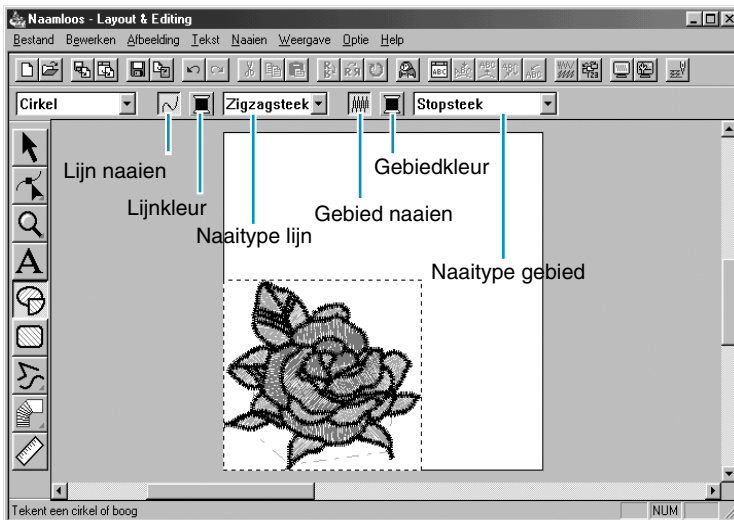 Naamloos - Layout & Editing
Bestand Bewerken Afbeelding Tekst Naaien Weergave Optie Help
Cirkel Zigzagsteek Stopsteek
Lijn naaien
Gebiedkleur
Lijnkleur
Gebied naaien
Naaitype lijn
Naaitype gebied
A
Tekent een cirkel of boog NUM